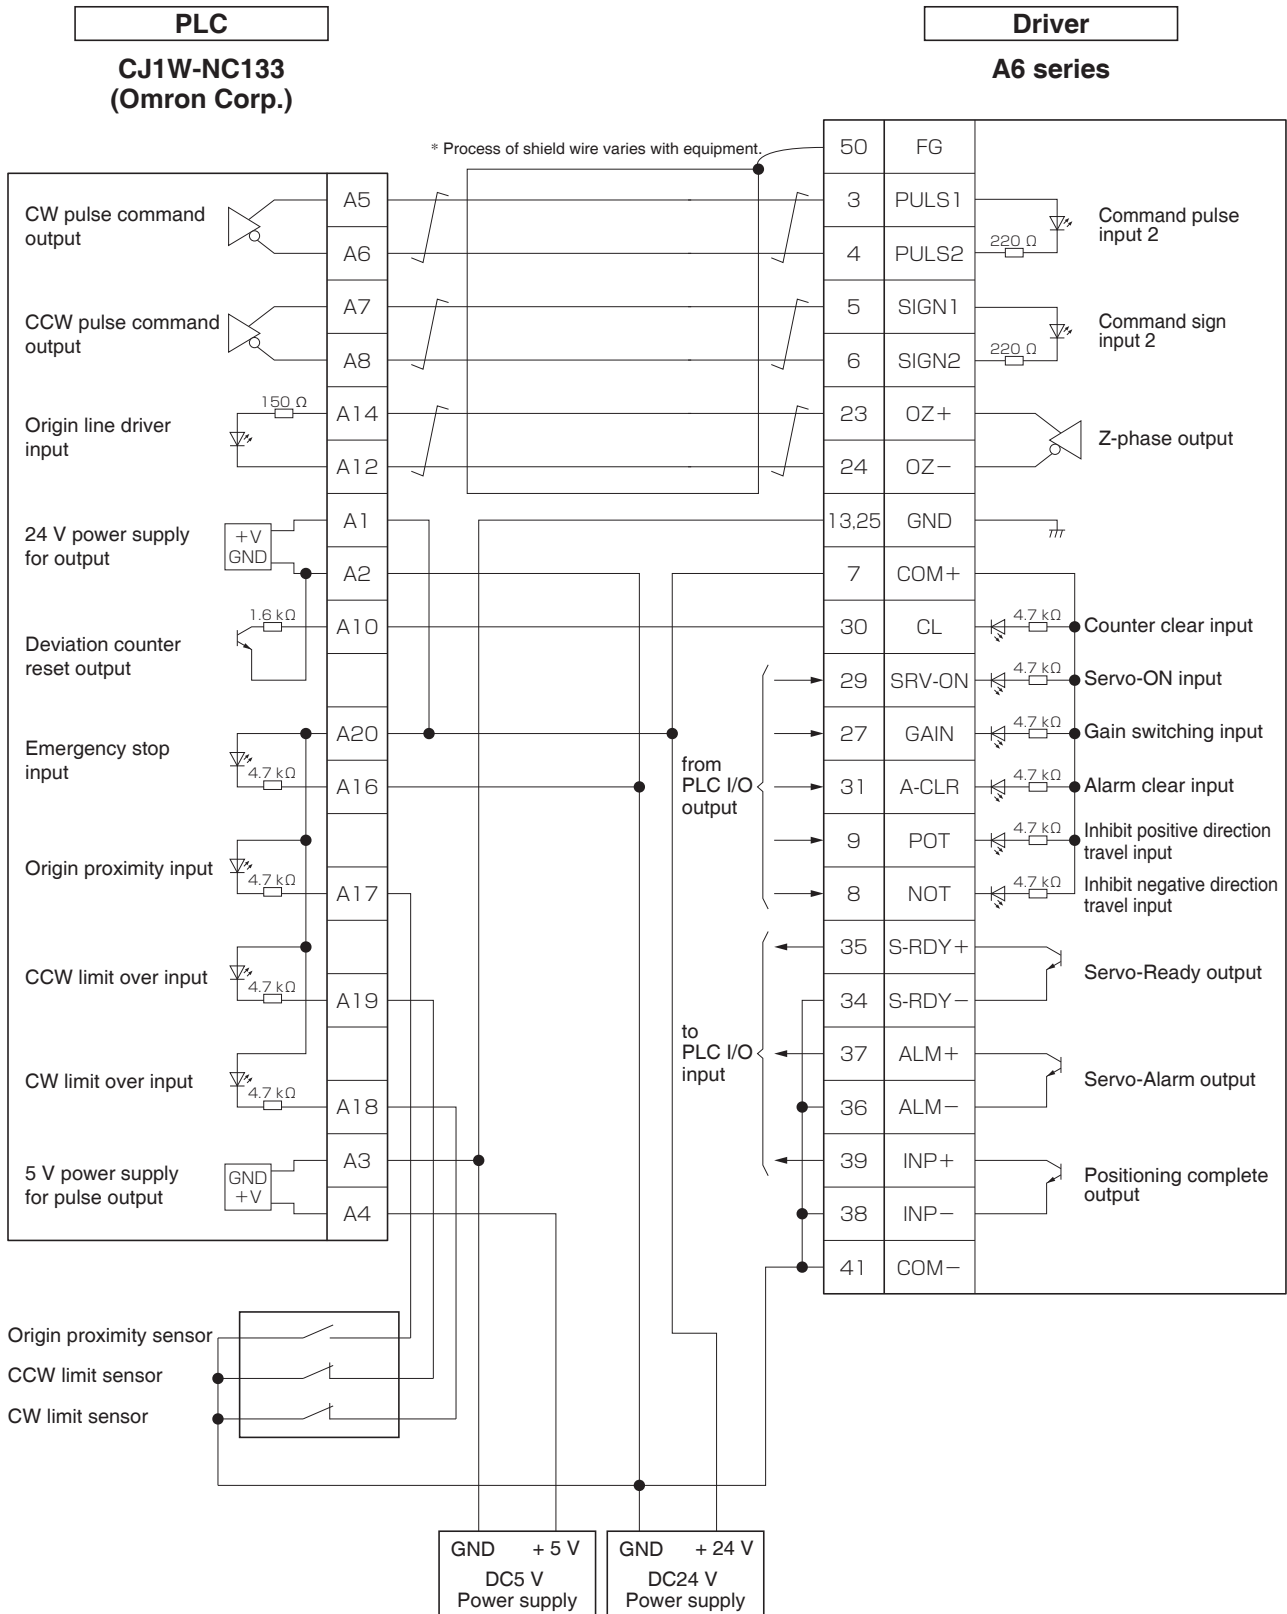 PLC
CJ1W-NC133
(Omron Corp.)
Driver
A6 series
* Process of shield wire varies with equipment.
CW pulse command
output
A5
A6
CCW pulse command
output
A7
A8
Origin line driver
input
150 Ω
A14
A12
24 V power supply
for output
+V
GND
A1
A2
Deviation counter
reset output
1.6 kΩ
A10
Emergency stop
input
4.7 kΩ
A20
A16
Origin proximity input
4.7 kΩ
A17
CCW limit over input
4.7 kΩ
A19
CW limit over input
4.7 kΩ
A18
5 V power supply
for pulse output
GND
+V
A3
A4
from
PLC I/O
output
to
PLC I/O
input
50 FG
3 PULS1
4 PULS2
220 Ω
Command pulse
input 2
5 SIGN1
6 SIGN2
220 Ω
Command sign
input 2
23 OZ+
24 OZ−
Z-phase output
13,25 GND
7 COM+
30 CL 4.7 kΩ Counter clear input
29 SRV-ON 4.7 kΩ Servo-ON input
27 GAIN 4.7 kΩ Gain switching input
31 A-CLR 4.7 kΩ Alarm clear input
9 POT 4.7 kΩ Inhibit positive direction
travel input
8 NOT 4.7 kΩ Inhibit negative direction
travel input
35 S-RDY+
34 S-RDY−
Servo-Ready output
37 ALM+
36 ALM−
Servo-Alarm output
39 INP+
38 INP−
Positioning complete
output
41 COM−
Origin proximity sensor
CCW limit sensor
CW limit sensor
GND + 5 V
DC5 V
Power supply
GND + 24 V
DC24 V
Power supply